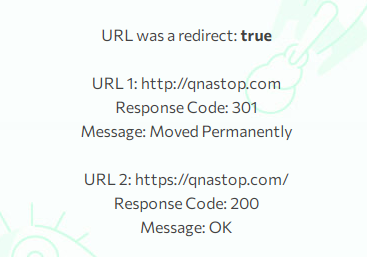 URL was a redirect: true
URL 1: http://qnastop.com
Response Code: 301
Message: Moved Permanently
URL 2: https://qnastop.com/
Response Code: 200
Message: OK